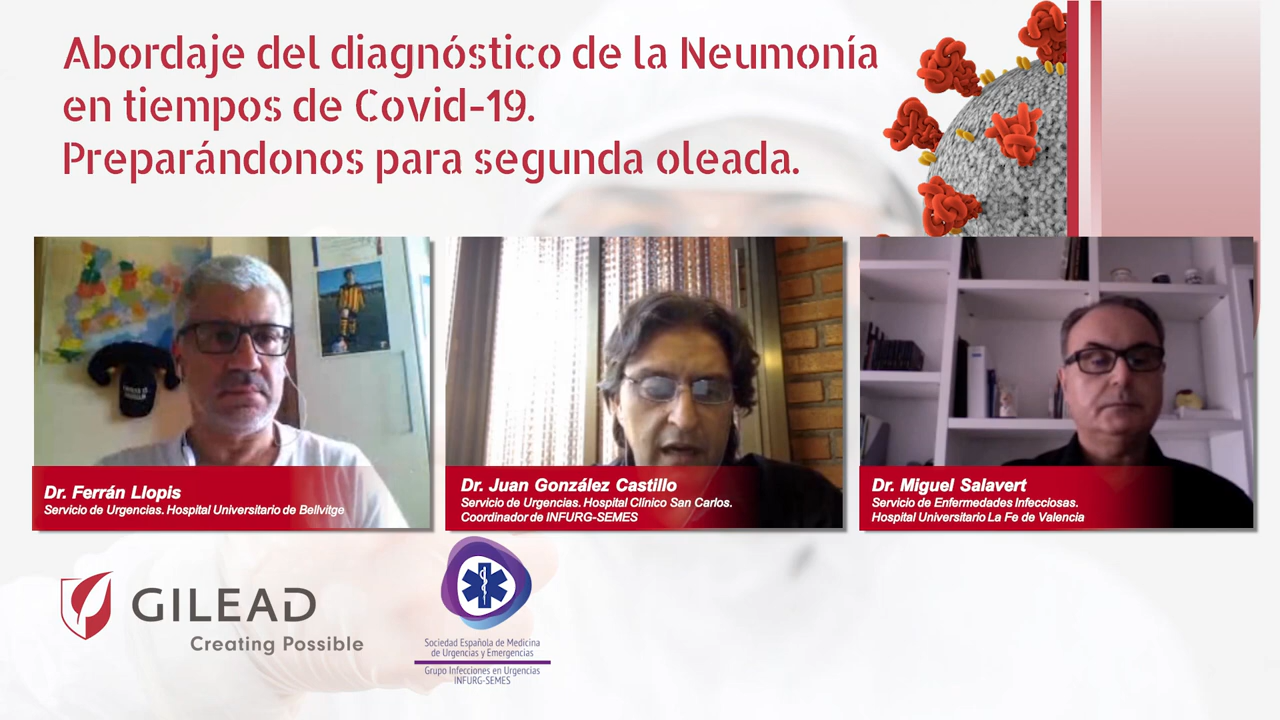 Abordaje del diagnóstico de la Neumonía
en tiempos de Covid-19.
Preparándonos para segunda oleada.
Dr. Ferrán Llopis
Servicio de Urgencias. Hospital Universitario de Bellvitge
Dr. Juan González Castillo
Servicio de Urgencias. Hospital Clínico San Carlos.
Coordinador de INFURG-SEMES
Dr. Miguel Salavert
Servicio de Enfermedades Infecciosas.
Hospital Universitario La Fe de Valencia
GILEAD
Creating Possible
Sociedad Española de Medicina
de Urgencias y Emergencias
Grupo Infecciones en Urgencias
INFURG-SEMES